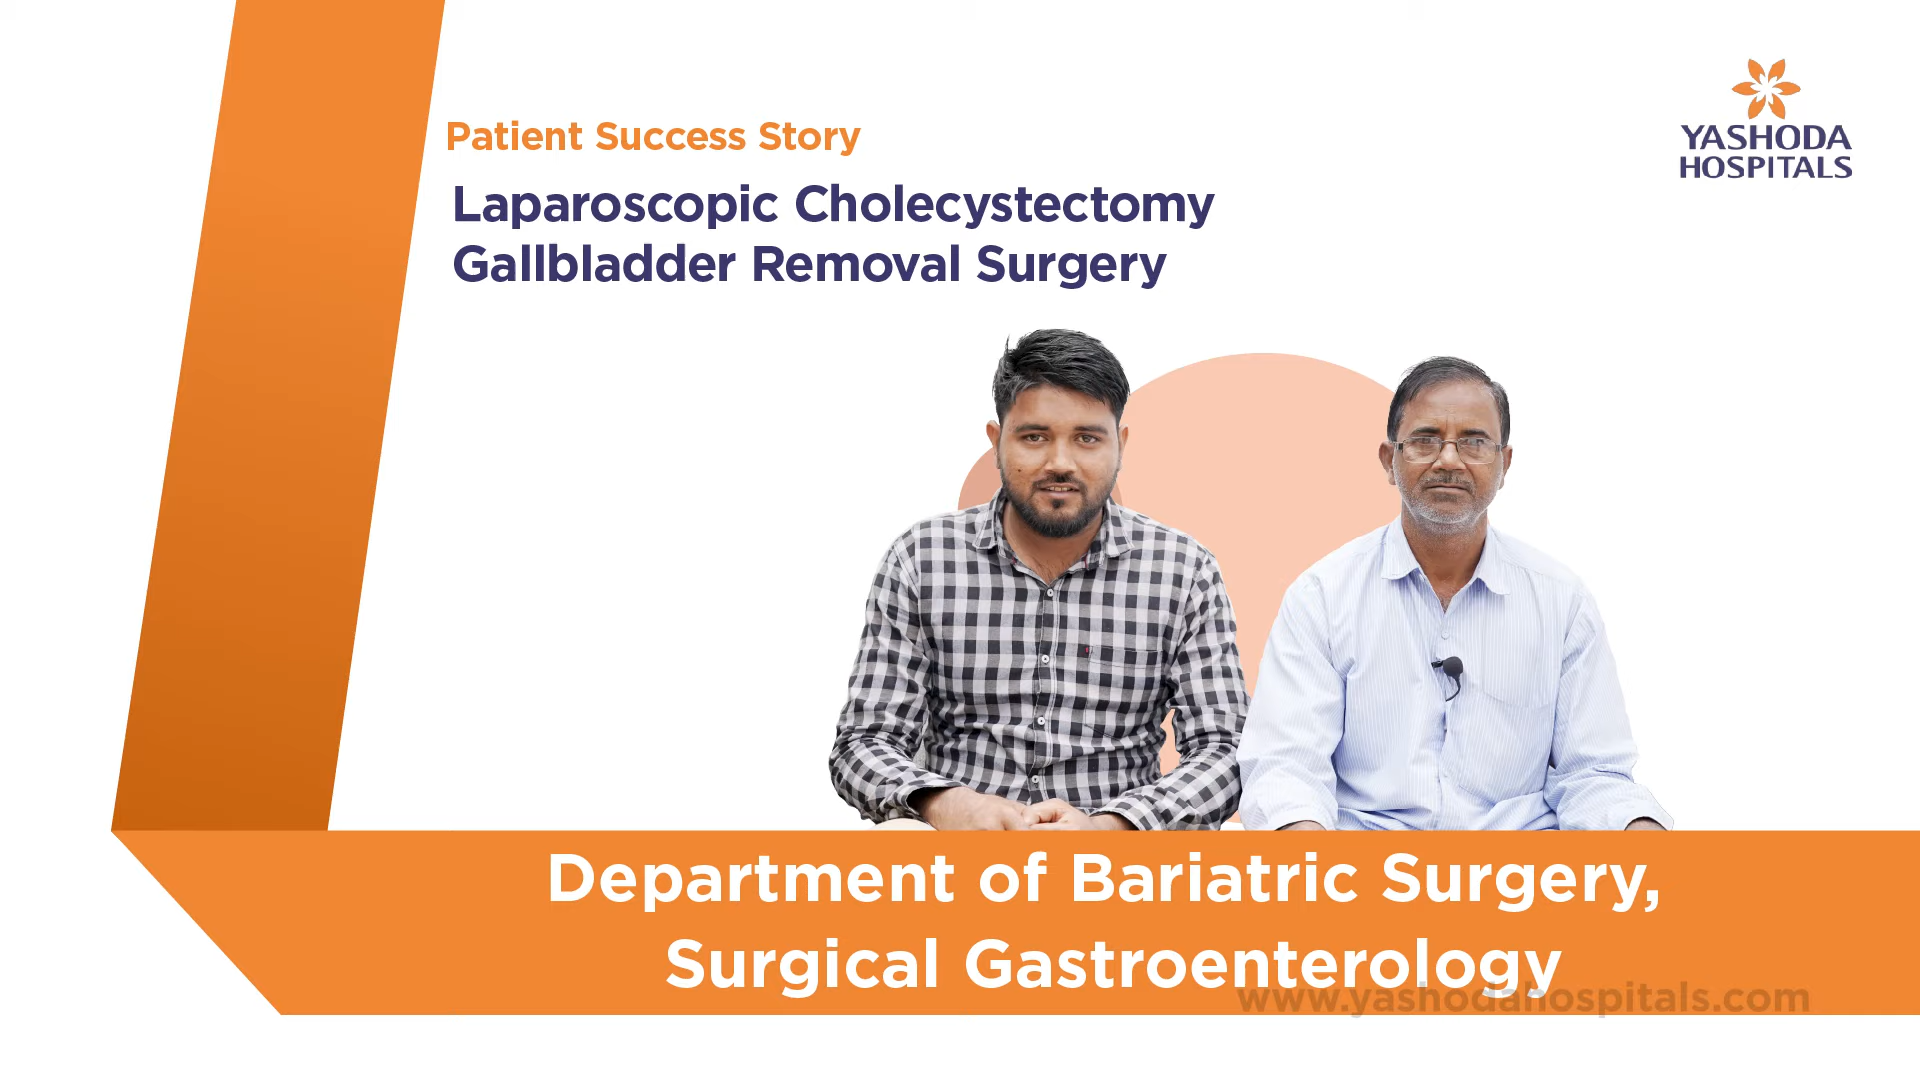 Patient Success Story
Laparoscopic Cholecystectomy
Gallbladder Removal Surgery
YASHODA
HOSPITALS
Department of Bariatric Surgery,
Surgical Gastroenterology
www.yashodahospitals.com